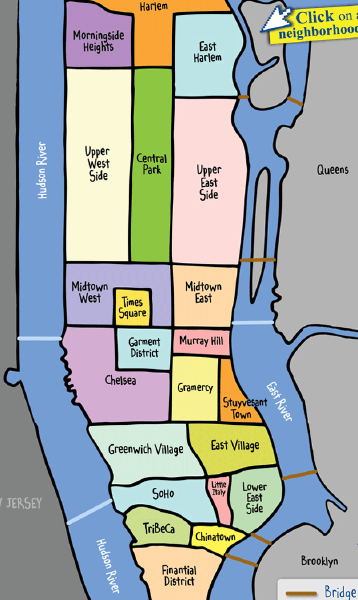 Harlem
Click on a
neighborhood
Morningside
Heights
East
Harlem
Hudson River
Upper
West
Side
Central
Park
Upper
East
Side
Queens
Midtown
West
Times
Square
Midtown
East
Garment
District
Murray Hill
Chelsea
Gramercy
Stuyvesant
Town
East River
Greenwich Village
East Village
SoHo
Little
Italy
Lower
East
Side
JERSEY
TriBeCa
Chinatown
Hudson River
Finantial
District
Brooklyn
Bridge